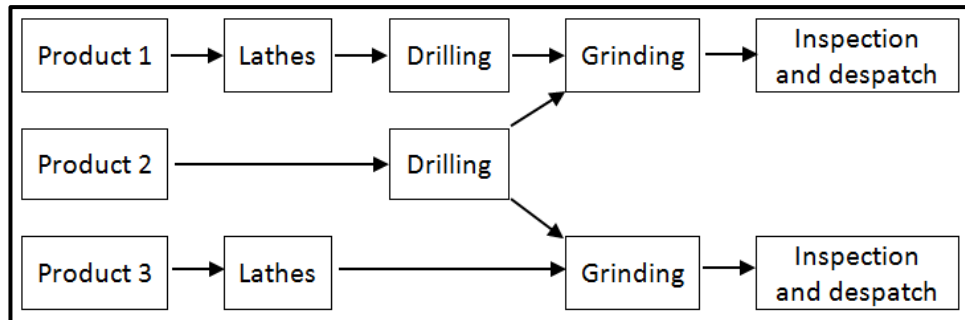 Product 1
Lathes
Drilling
Grinding
Inspection
and despatch
Product 2
Drilling
Product 3
Lathes
Grinding
Inspection
and despatch